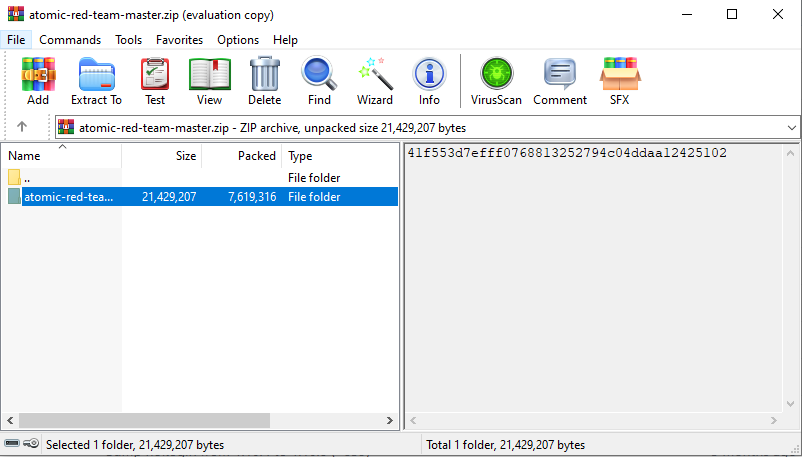 atomic-red-team-master.zip (evaluation copy)
File Commands Tools Favorites Options Help
Add Extract To Test View Delete Find Wizard Info VirusScan Comment SFX
atomic-red-team-master.zip - ZIP archive, unpacked size 21,429,207 bytes
Name Size Packed Type
41f553d7efff0768813252794c04ddaa12425102
.. File folder
atomic-red-tea... 21,429,207 7,619,316 File folder
Selected 1 folder, 21,429,207 bytes
Total 1 folder, 21,429,207 bytes